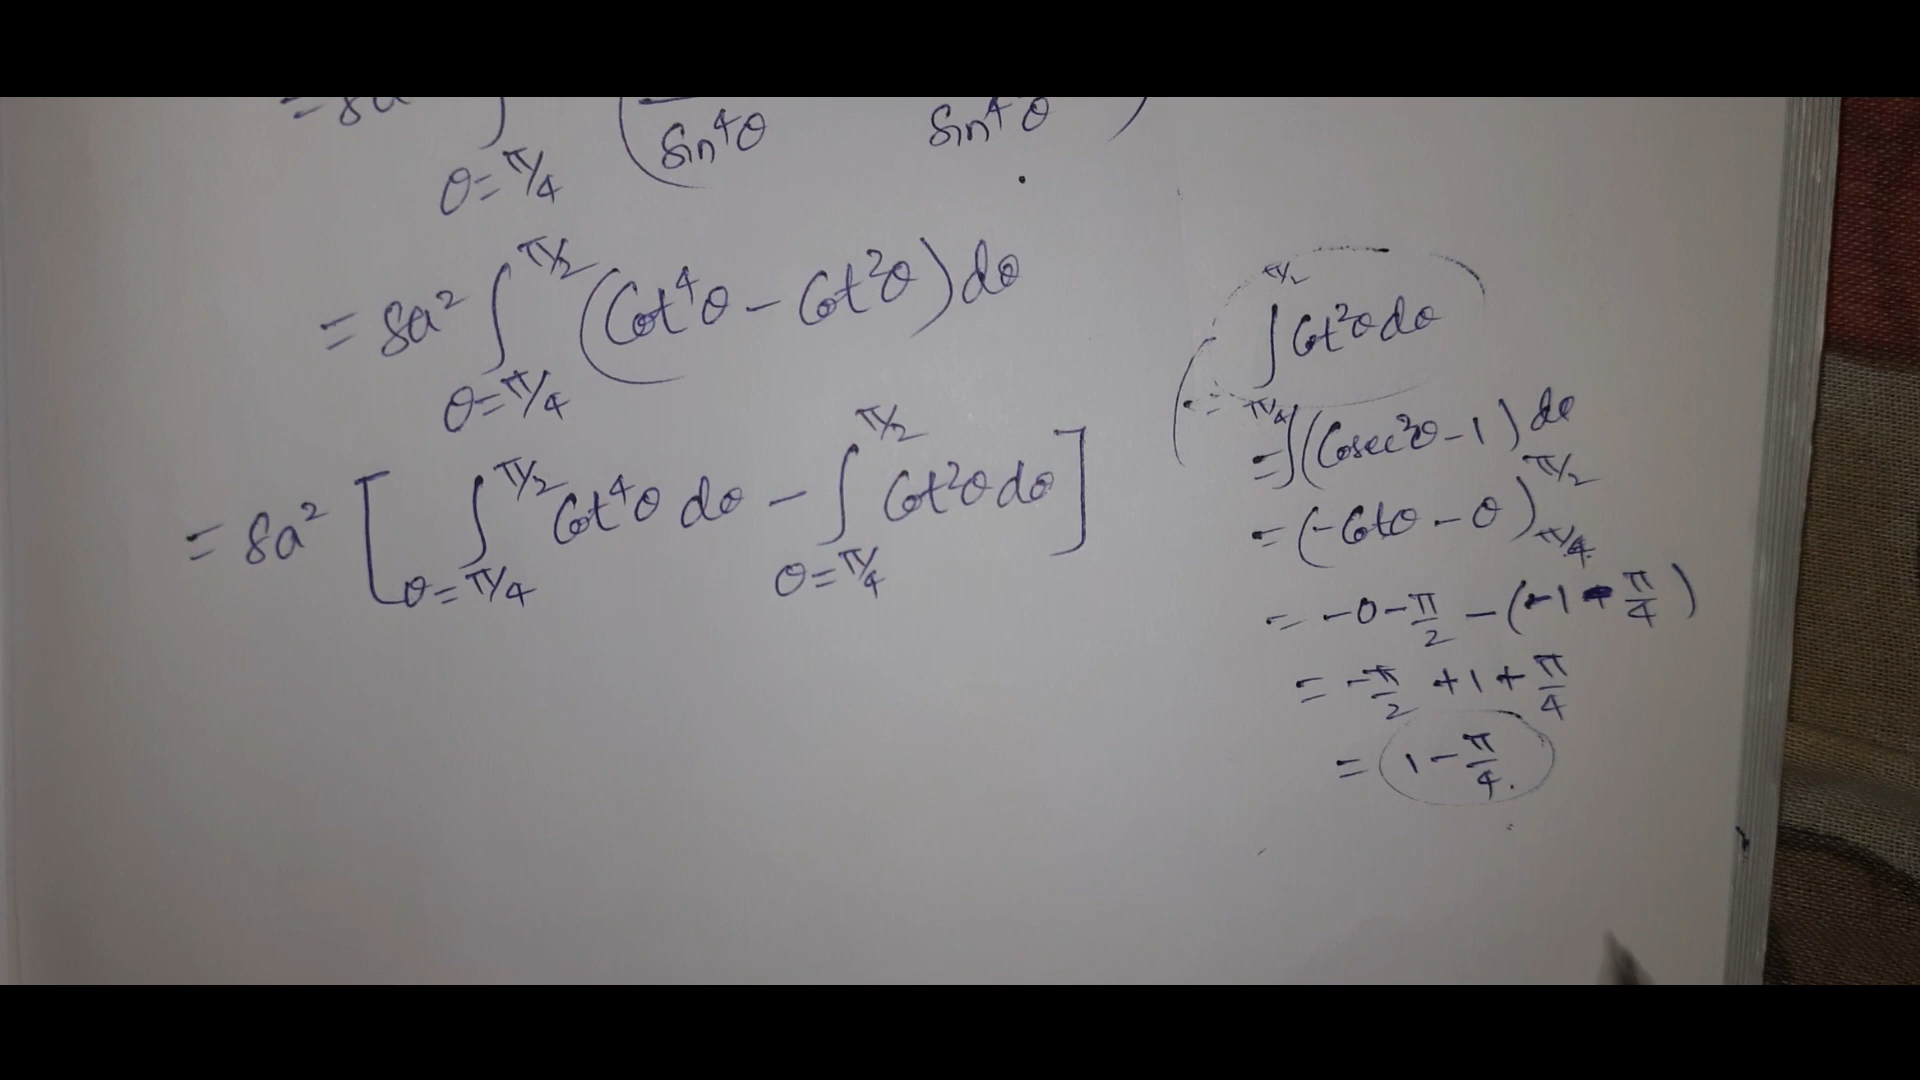 = 8a² ∫ ( sin⁴θ sin⁴θ )
θ=π/4
= 8a² ∫ (Cot⁴θ - Cot²θ) dθ
π/2
θ=π/4
= 8a² [ ∫ Cot⁴θ dθ - ∫ Cot²θ dθ ]
π/2 π/2
θ=π/4 θ=π/4
π/2
∫ Cot²θ dθ
π/4
= ∫(Cosec²θ - 1) dθ
= (-Cotθ - θ) π/2 π/4
= -0 - π/2 - (-1 - π/4)
= -π/2 + 1 + π/4
= 1 - π/4.